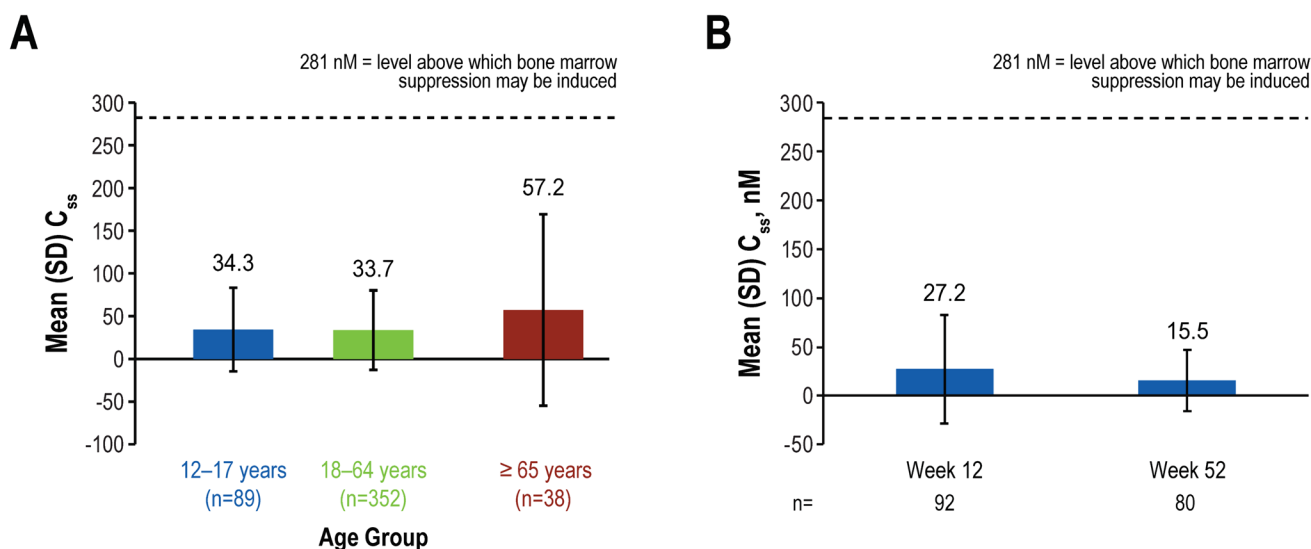 A
281 nM = level above which bone marrow
suppression may be induced
Mean (SD) Css
300
250
200
150
100
50
0
-50
-100
34.3
33.7
57.2
12–17 years
(n=89)
18–64 years
(n=352)
≥ 65 years
(n=38)
Age Group
B
281 nM = level above which bone marrow
suppression may be induced
Mean (SD) Css, nM
300
250
200
150
100
50
0
-50
27.2
15.5
Week 12
Week 52
n=
92
80